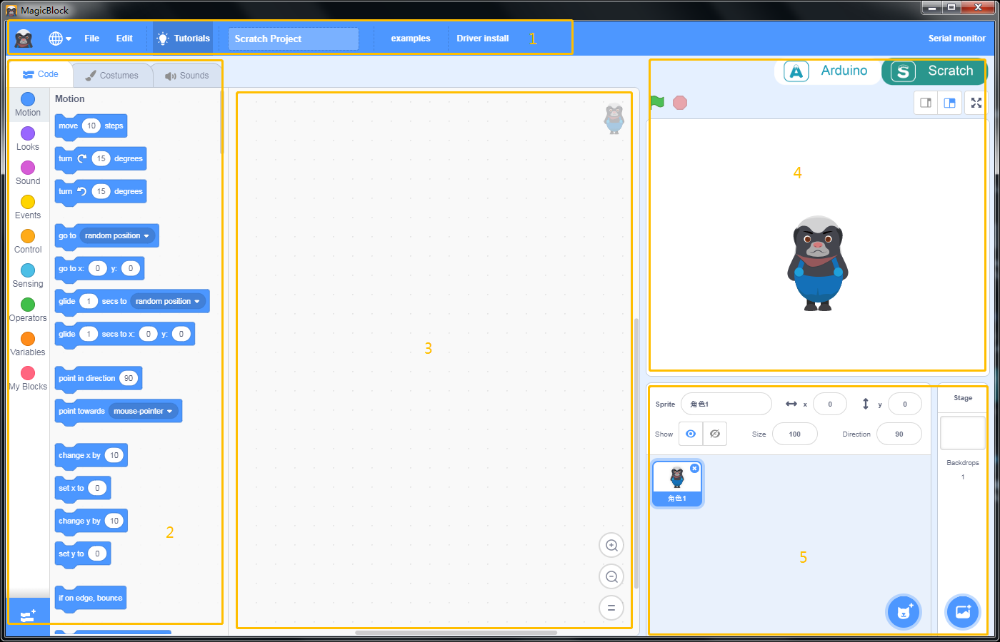 MagicBlock
File Edit Tutorials Scratch Project examples Driver install 1 Serial monitor
Code Costumes Sounds
Arduino Scratch
Motion
Looks
Sound
Events
Control
Sensing
Operators
Variables
My Blocks
Motion
move 10 steps
turn 15 degrees
turn 15 degrees
go to random position
go to x: 0 y: 0
glide 1 secs to random position
glide 1 secs to x: 0 y: 0
point in direction 90
point towards mouse-pointer
change x by 10
set x to 0
change y by 10
set y to 0
2
if on edge, bounce
3
4
Sprite 角色1 x 0 y 0
Show Size 100 Direction 90
角色1
5
Stage
Backdrops
1